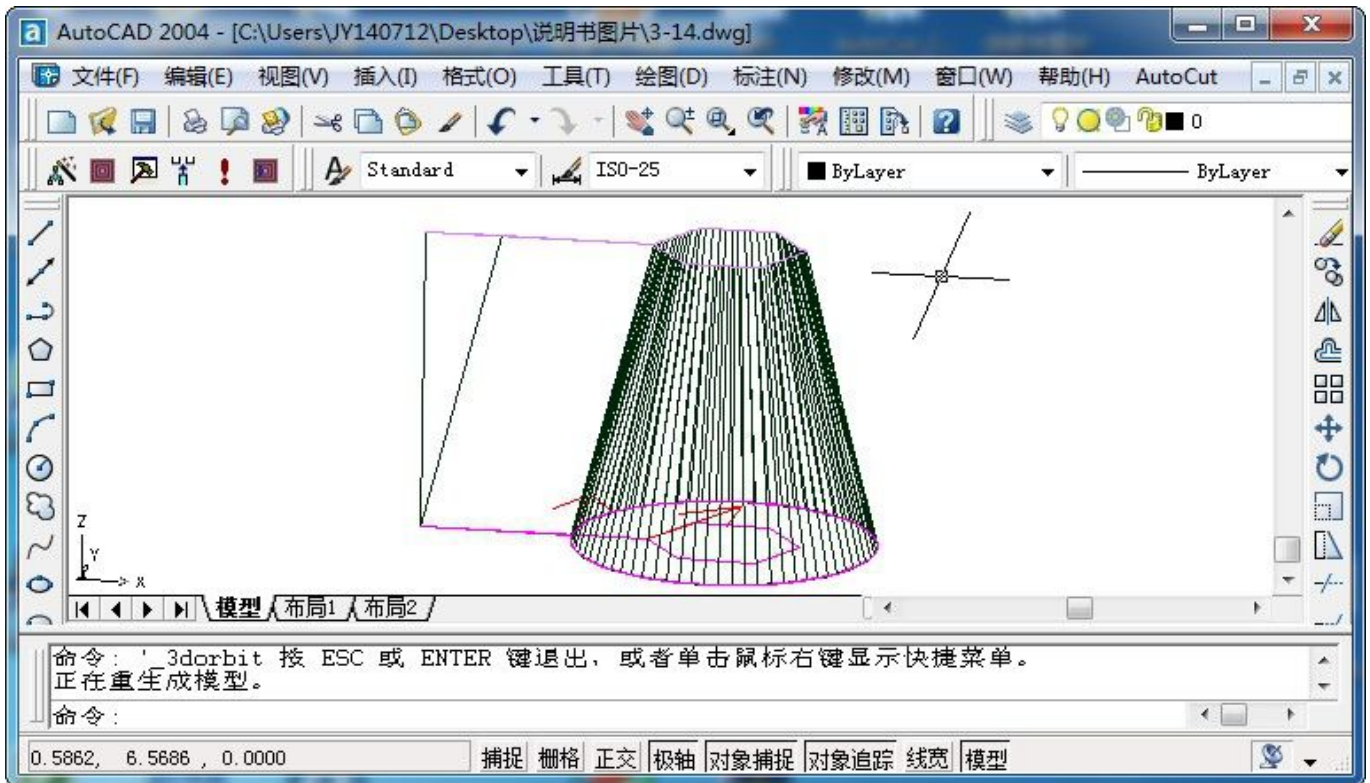 AutoCAD 2004 - [C:\Users\JY140712\Desktop\说明书图片\3-14.dwg]
文件(F) 编辑(E) 视图(V) 插入(I) 格式(O) 工具(T) 绘图(D) 标注(N) 修改(M) 窗口(W) 帮助(H) AutoCut
0
Standard ISO-25 ByLayer ByLayer
Z
Y
X
模型 布局1 布局2
命令: '_3dorbit 按 ESC 或 ENTER 键退出，或者单击鼠标右键显示快捷菜单。
正在重生成模型。
命令:
0.5862, 6.5686 , 0.0000 捕捉 栅格 正交 极轴 对象捕捉 对象追踪 线宽 模型